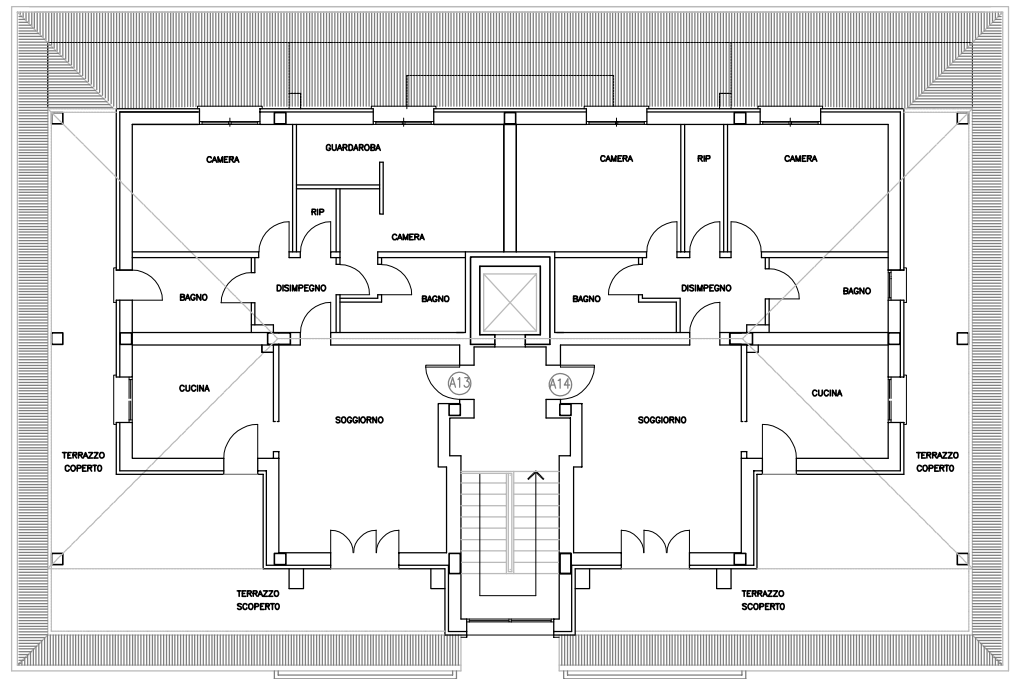 CAMERA
GUARDAROBA
CAMERA
RIP
CAMERA
RIP
CAMERA
BAGNO
DISIMPEGNO
BAGNO
BAGNO
DISIMPEGNO
BAGNO
CUCINA
A13
A14
CUCINA
SOGGIORNO
SOGGIORNO
TERRAZZO
COPERTO
TERRAZZO
COPERTO
TERRAZZO
SCOPERTO
TERRAZZO
SCOPERTO